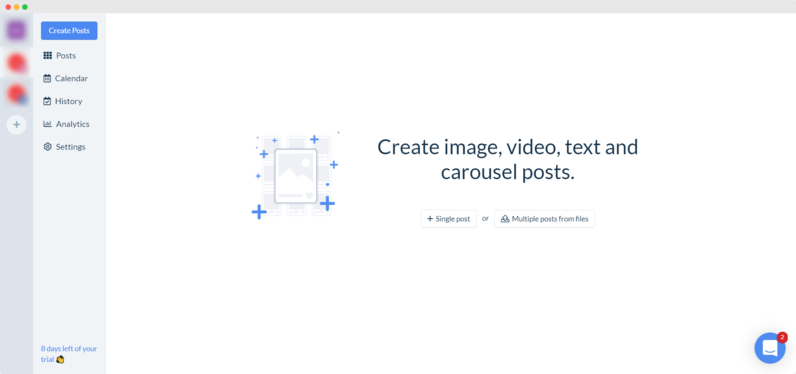 Create Posts
Posts
Calendar
History
Analytics
Settings
8 days left of your
trial
Create image, video, text and
carousel posts.
Single post or Multiple posts from files
2